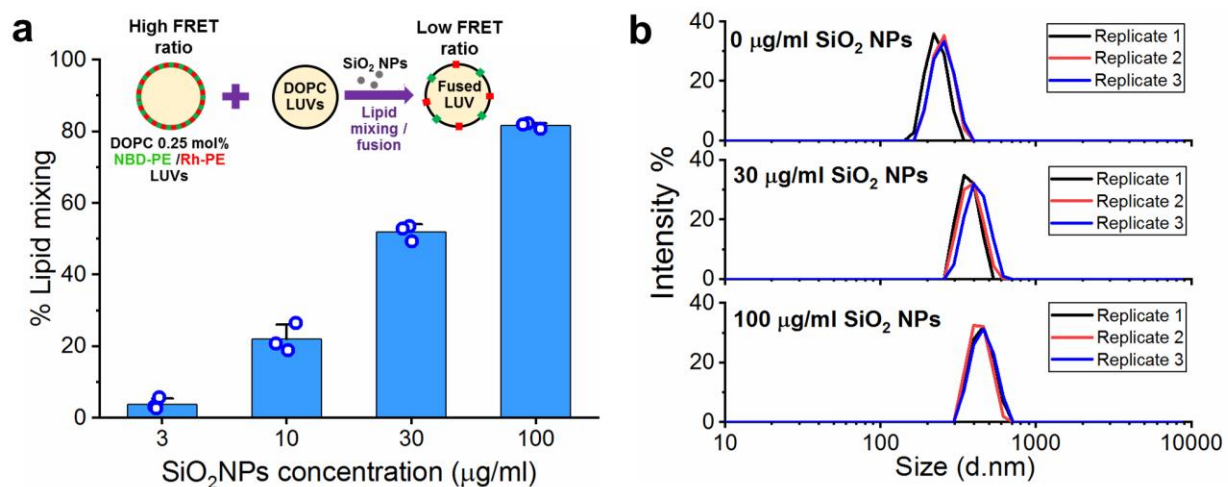 a
High FRET
ratio
DOPC 0.25 mol%
NBD-PE /Rh-PE
LUVs
DOPC
LUVs
SiO₂ NPs
Lipid
mixing /
fusion
Low FRET
ratio
Fused
LUV
% Lipid mixing
100
80
60
40
20
0
3 10 30 100
SiO₂NPs concentration (µg/ml)
b
Intensity %
0 µg/ml SiO₂ NPs
Replicate 1
Replicate 2
Replicate 3
40
20
0
30 µg/ml SiO₂ NPs
Replicate 1
Replicate 2
Replicate 3
40
20
0
100 µg/ml SiO₂ NPs
Replicate 1
Replicate 2
Replicate 3
40
20
0
10 100 1000 10000
Size (d.nm)